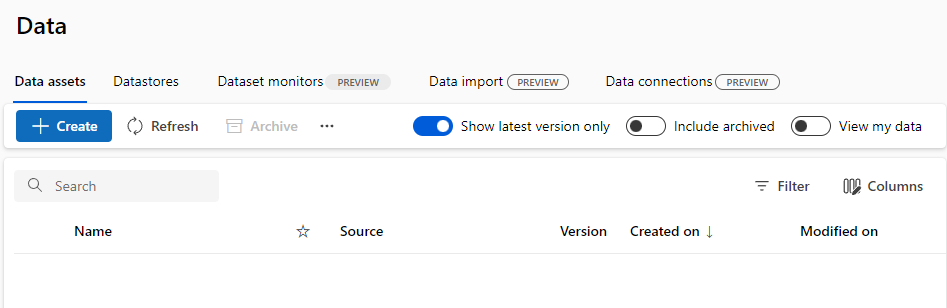 Data
Data assets Datastores Dataset monitors PREVIEW Data import PREVIEW Data connections PREVIEW
Create Refresh Archive ... Show latest version only Include archived View my data
Search Filter Columns
Name Source Version Created on ↓ Modified on